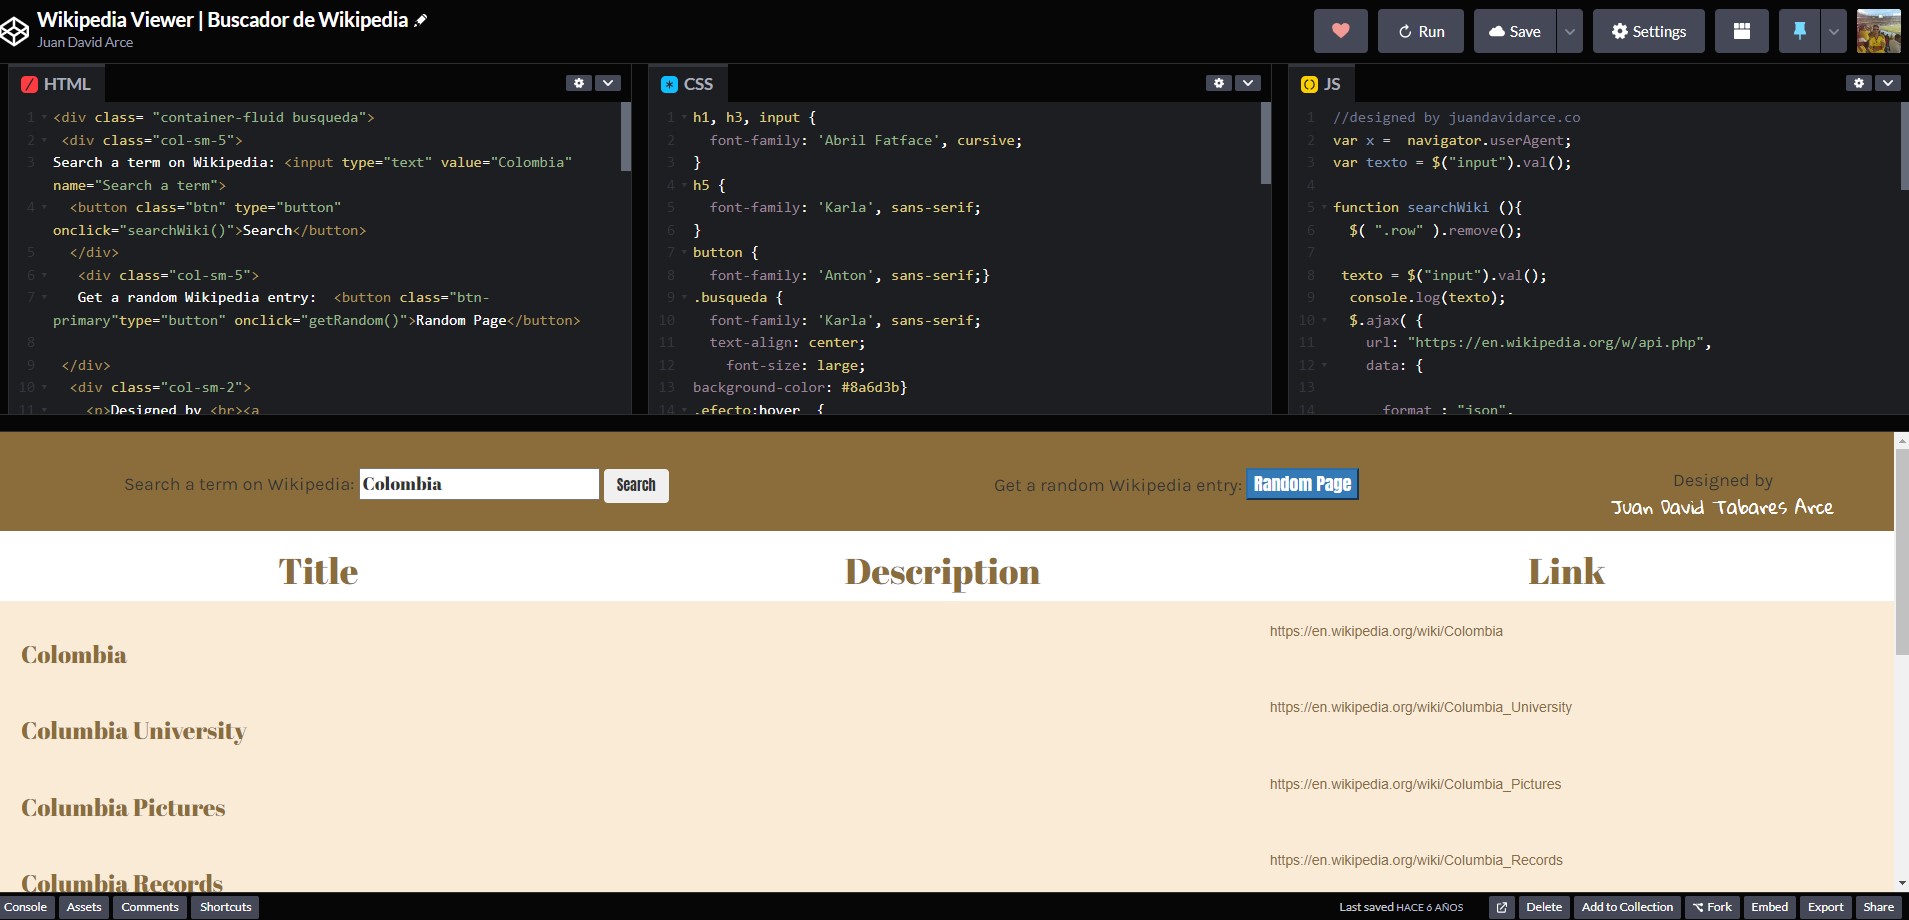 Wikipedia Viewer | Buscador de Wikipedia
Juan David Arce
Run
Save
Settings
HTML
1 <div class= "container-fluid busqueda">
2 <div class="col-sm-5">
3 Search a term on Wikipedia: <input type="text" value="Colombia"
name="Search a term">
4 <button class="btn" type="button"
onclick="searchWiki()">Search</button>
5 </div>
6 <div class="col-sm-5">
7 Get a random Wikipedia entry: <button class="btn-
primary"type="button" onclick="getRandom()">Random Page</button>
8
9 </div>
10 <div class="col-sm-2">
11 <p>Designed by <br><a
CSS
1 h1, h3, input {
2 font-family: 'Abril Fatface', cursive;
3 }
4 h5 {
5 font-family: 'Karla', sans-serif;
6 }
7 button {
8 font-family: 'Anton', sans-serif;}
9 .busqueda {
10 font-family: 'Karla', sans-serif;
11 text-align: center;
12 font-size: large;
13 background-color: #8a6d3b}
14 .efecto:hover {
JS
1 //designed by juandavidarce.co
2 var x = navigator.userAgent;
3 var texto = $("input").val();
4
5 function searchWiki (){
6 $( ".row" ).remove();
7
8 texto = $("input").val();
9 console.log(texto);
10 $.ajax( {
11 url: "https://en.wikipedia.org/w/api.php",
12 data: {
13
14 format : "json",
Search a term on Wikipedia: Colombia Search
Get a random Wikipedia entry: Random Page
Designed by
Juan David Tabares Arce
Title Description Link
Colombia
https://en.wikipedia.org/wiki/Colombia
Columbia University
https://en.wikipedia.org/wiki/Columbia_University
Columbia Pictures
https://en.wikipedia.org/wiki/Columbia_Pictures
Columbia Records
https://en.wikipedia.org/wiki/Columbia_Records
Console Assets Comments Shortcuts
Last saved HACE 6 AÑOS
Delete Add to Collection Fork Embed Export Share